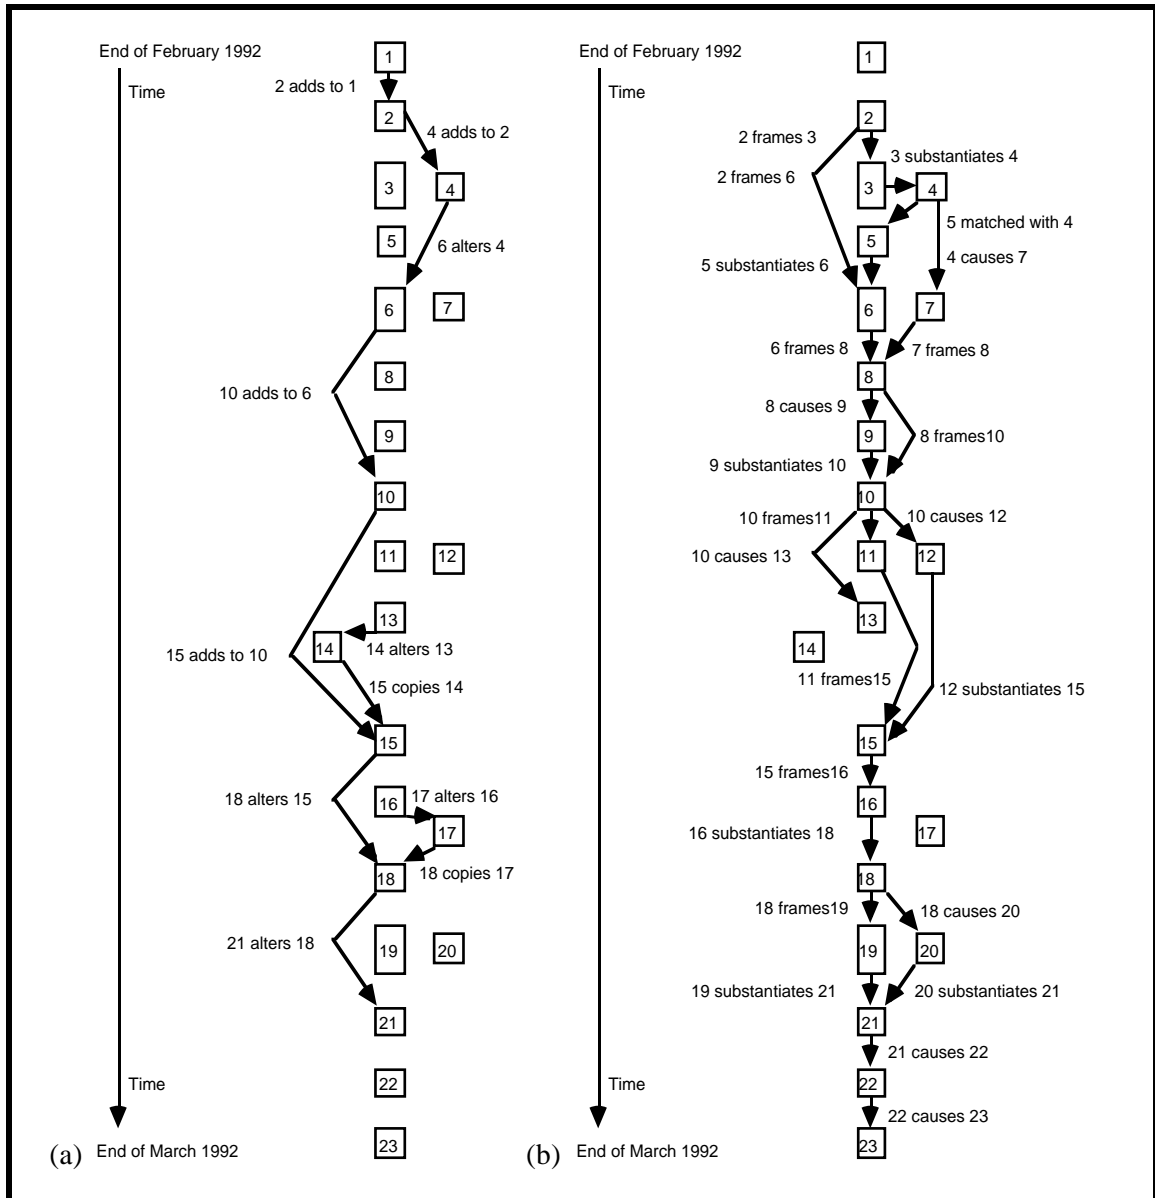 End of February 1992
Time
1
2 adds to 1
2
4 adds to 2
3
4
5
6 alters 4
6
7
8
10 adds to 6
9
10
11
12
13
14
14 alters 13
15 adds to 10
15 copies 14
15
16
17 alters 16
18 alters 15
17
18 copies 17
18
21 alters 18
19
20
21
Time
22
23
(a)
End of March 1992
End of February 1992
Time
1
2
2 frames 3
3 substantiates 4
2 frames 6
3
4
5 matched with 4
5
4 causes 7
5 substantiates 6
6
7
6 frames 8
7 frames 8
8
8 causes 9
9
8 frames10
9 substantiates 10
10
10 frames11
10 causes 12
10 causes 13
11
12
13
14
11 frames15
12 substantiates 15
15
15 frames16
16
16 substantiates 18
17
18
18 frames19
18 causes 20
19
20
19 substantiates 21
20 substantiates 21
21
21 causes 22
Time
22
22 causes 23
23
(b)
End of March 1992